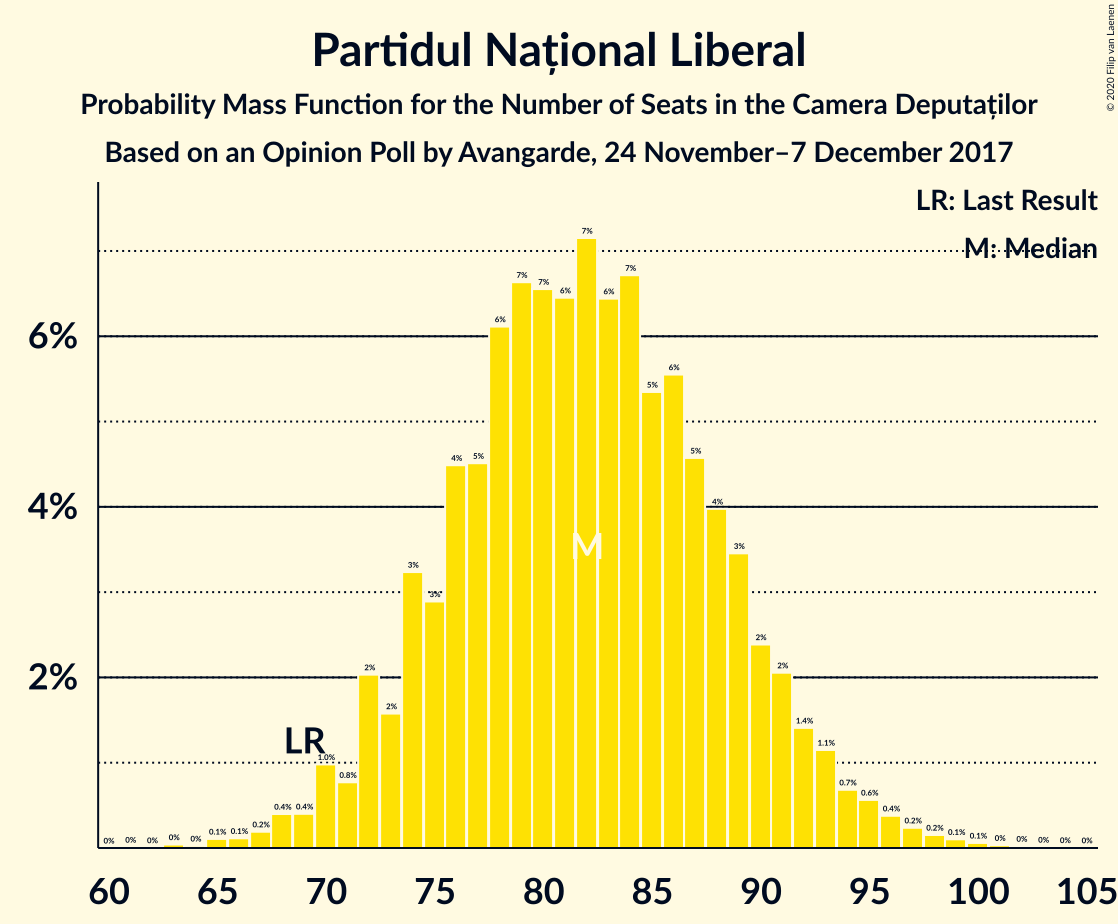 Partidul Național Liberal
Probability Mass Function for the Number of Seats in the Camera Deputaților
Based on an Opinion Poll by Avangarde, 24 November–7 December 2017
© 2020 Filip van Laenen
LR: Last Result
M: Median
6%
4%
2%
0% 0% 0% 0% 0% 0.1% 0.1% 0.2% 0.4% 0.4% 1.0% 0.8% 2% 2% 3% 3% 4% 5% 6% 7% 7% 6% 7% 6% 7% 5% 6% 5% 4% 3% 2% 2% 1.4% 1.1% 0.7% 0.6% 0.4% 0.2% 0.2% 0.1% 0.1% 0% 0% 0% 0% 0%
LR
M
60 65 70 75 80 85 90 95 100 105